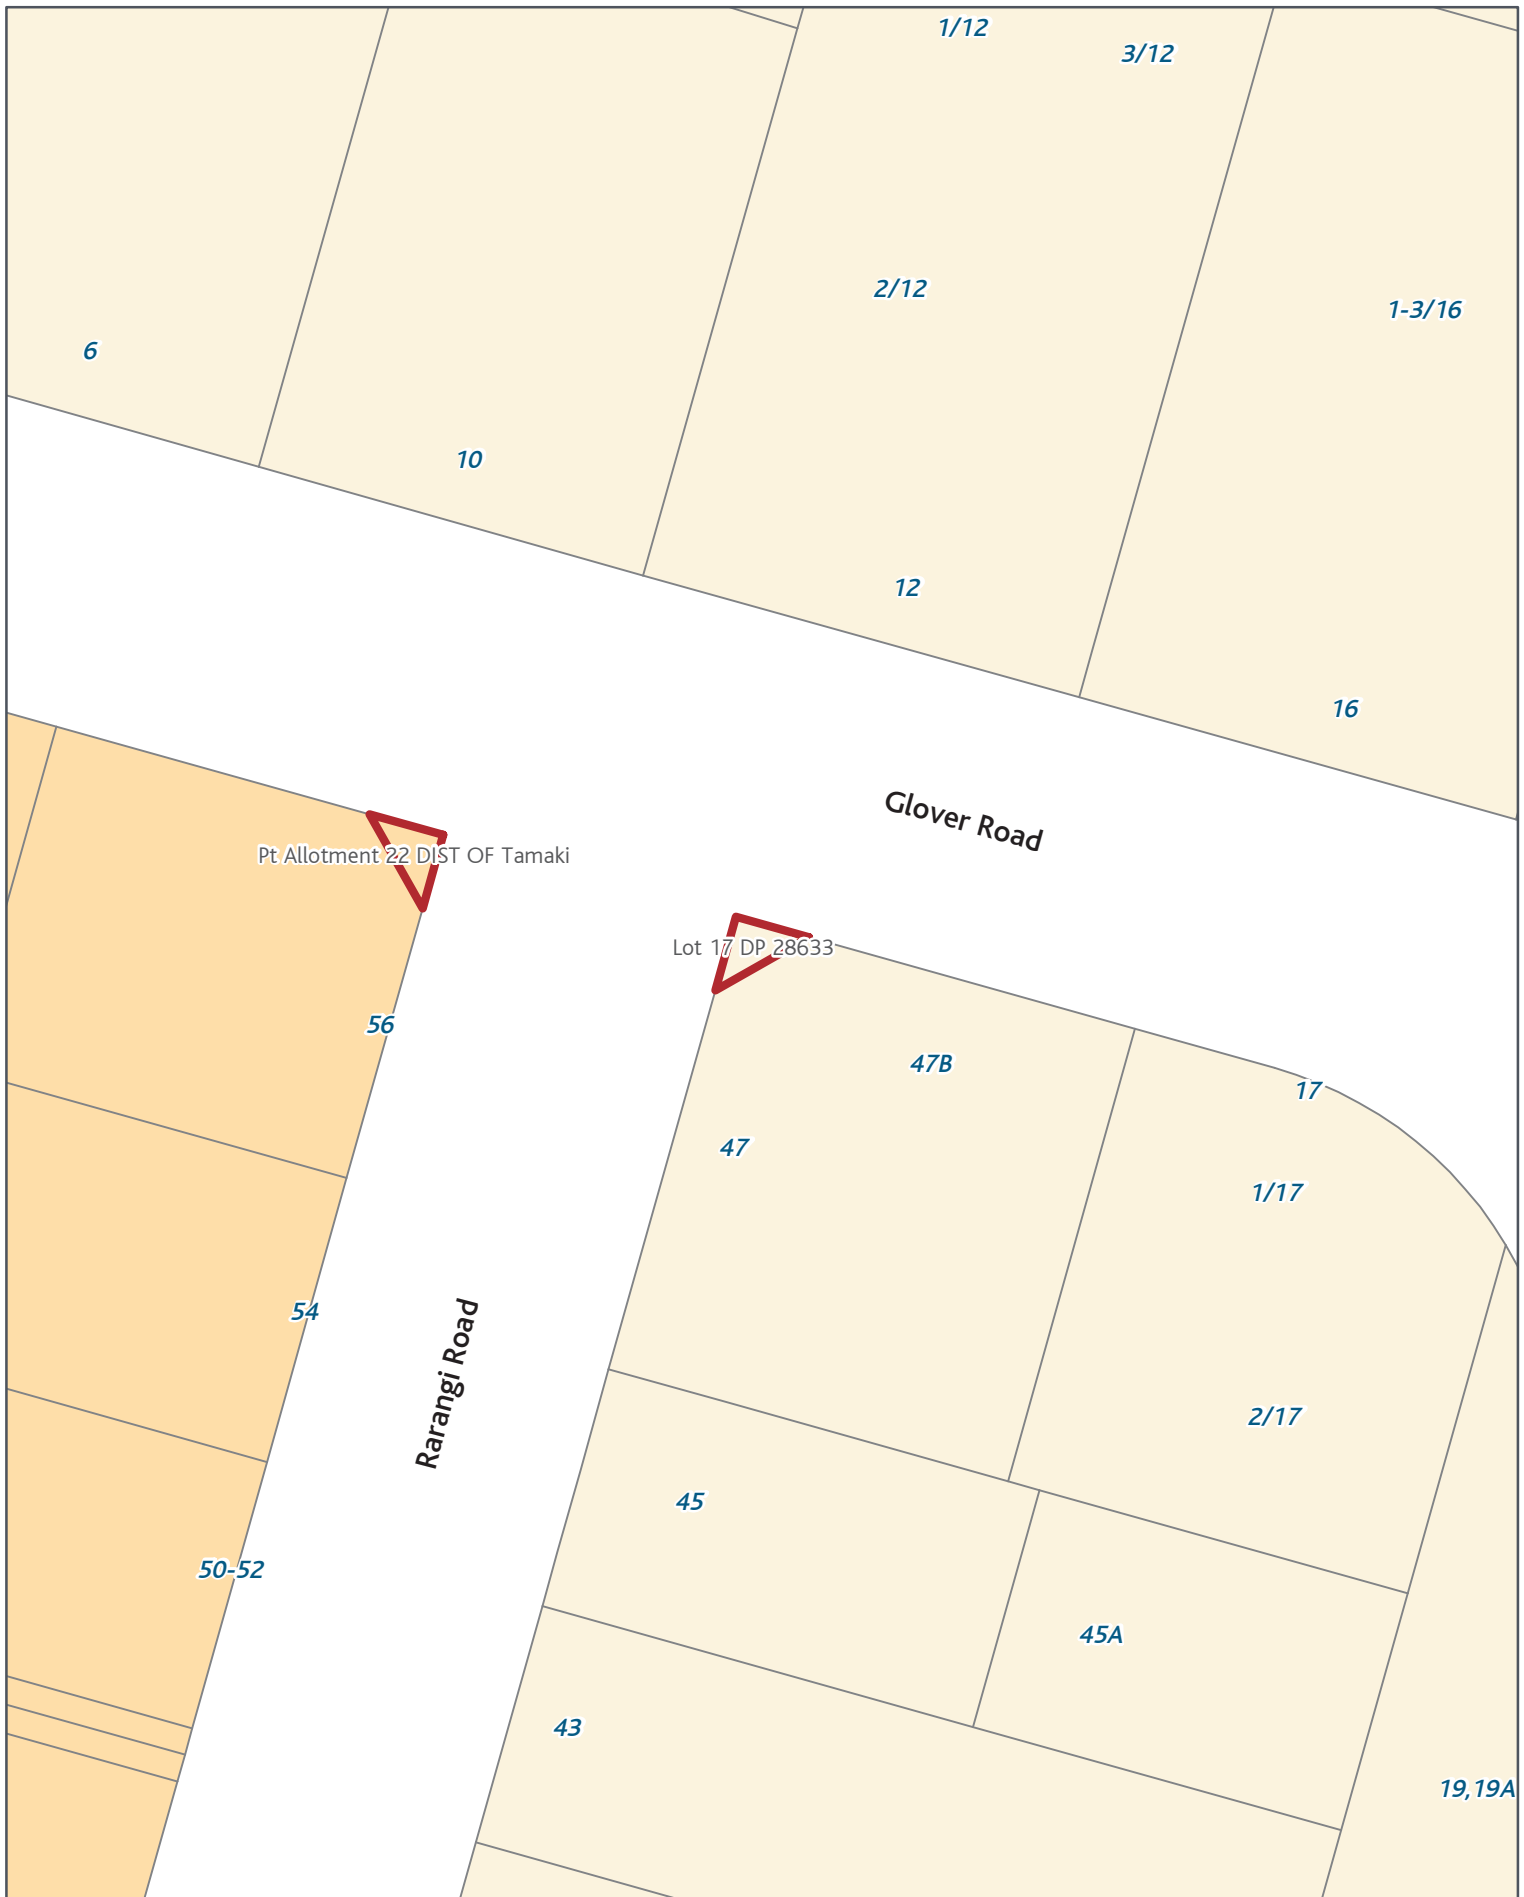 1/12
3/12
2/12
1-3/16
6
10
12
16
Glover Road
Pt Allotment 22 DIST OF Tamaki
Lot 17 DP 28633
56
47B
17
47
1/17
54
Rarangi Road
2/17
45
50-52
45A
43
19,19A